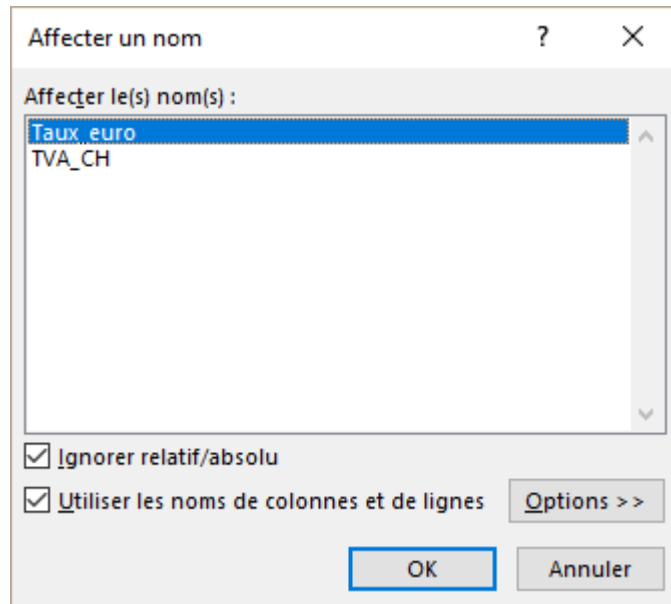 Affecter un nom ? ×
Affecter le(s) nom(s) :
Taux_euro
TVA_CH
Ignorer relatif/absolu
Utiliser les noms de colonnes et de lignes Options >>
OK Annuler